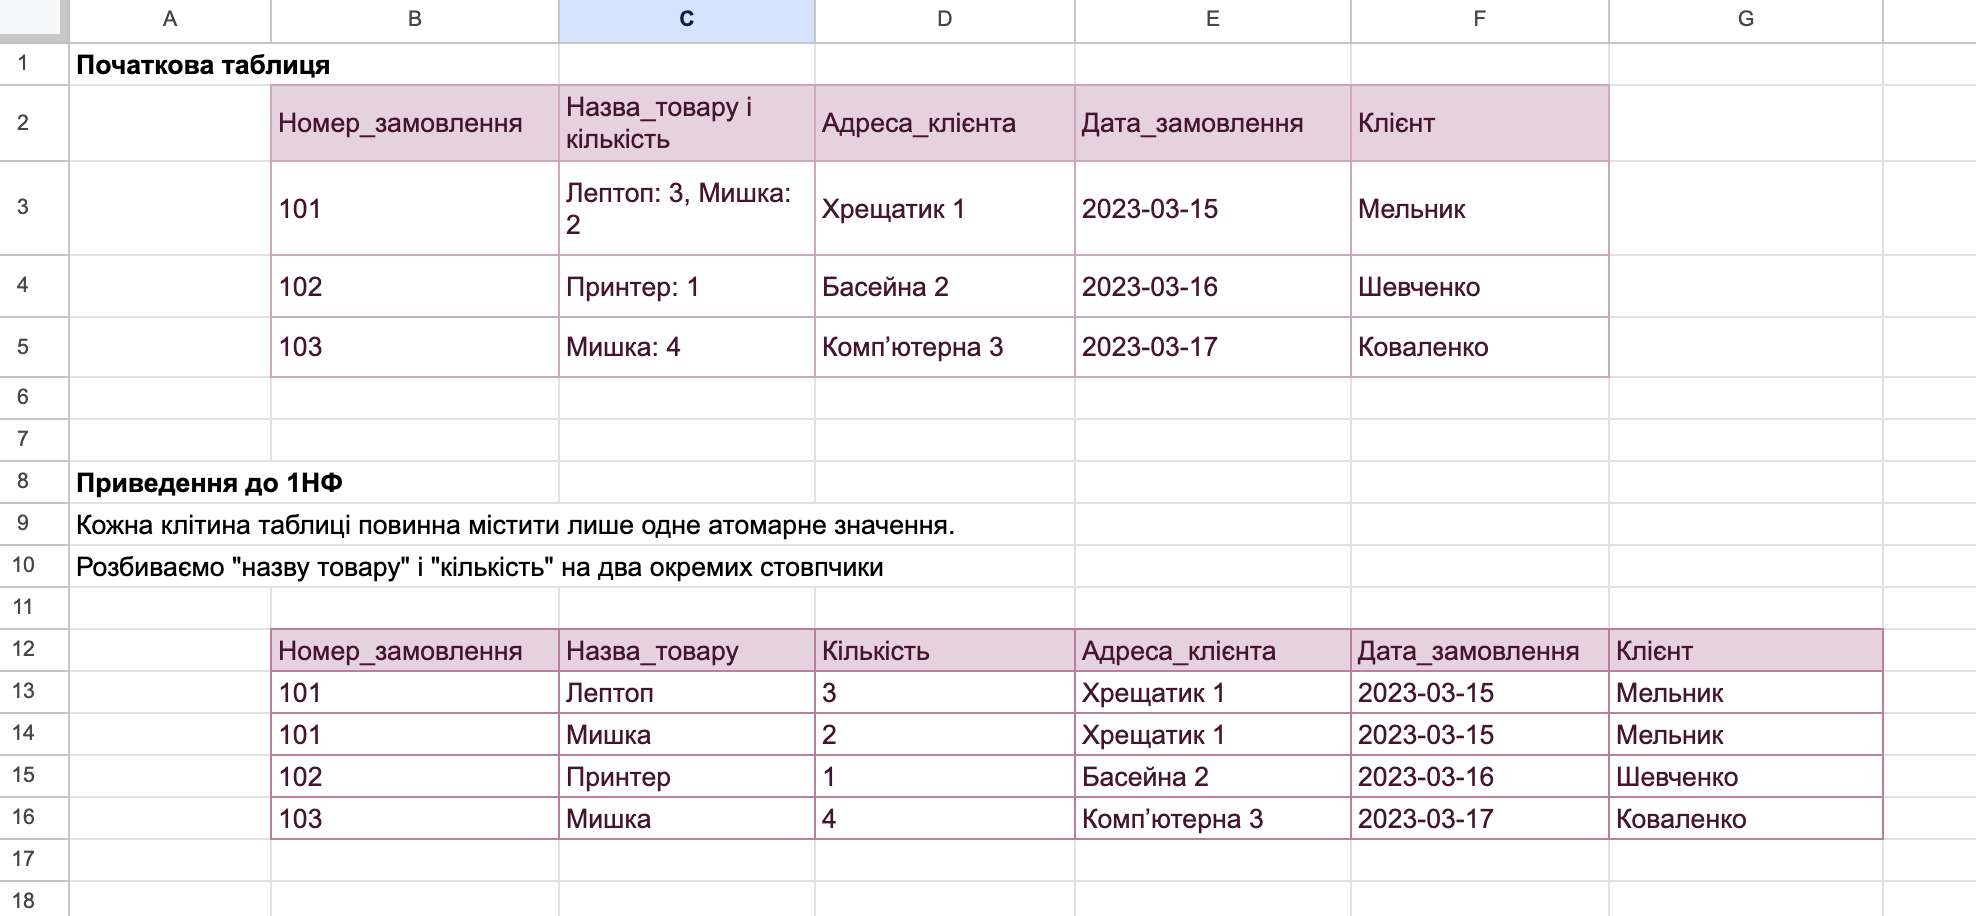 A B C D E F G
1 Початкова таблиця
2 Номер_замовлення Назва_товару і кількість Адреса_клієнта Дата_замовлення Клієнт
3 101 Лептоп: 3, Мишка: 2 Хрещатик 1 2023-03-15 Мельник
4 102 Принтер: 1 Басейна 2 2023-03-16 Шевченко
5 103 Мишка: 4 Комп’ютерна 3 2023-03-17 Коваленко
6
7
8 Приведення до 1НФ
9 Кожна клітина таблиці повинна містити лише одне атомарне значення.
10 Розбиваємо "назву товару" і "кількість" на два окремих стовпчики
11
12 Номер_замовлення Назва_товару Кількість Адреса_клієнта Дата_замовлення Клієнт
13 101 Лептоп 3 Хрещатик 1 2023-03-15 Мельник
14 101 Мишка 2 Хрещатик 1 2023-03-15 Мельник
15 102 Принтер 1 Басейна 2 2023-03-16 Шевченко
16 103 Мишка 4 Комп’ютерна 3 2023-03-17 Коваленко
17
18